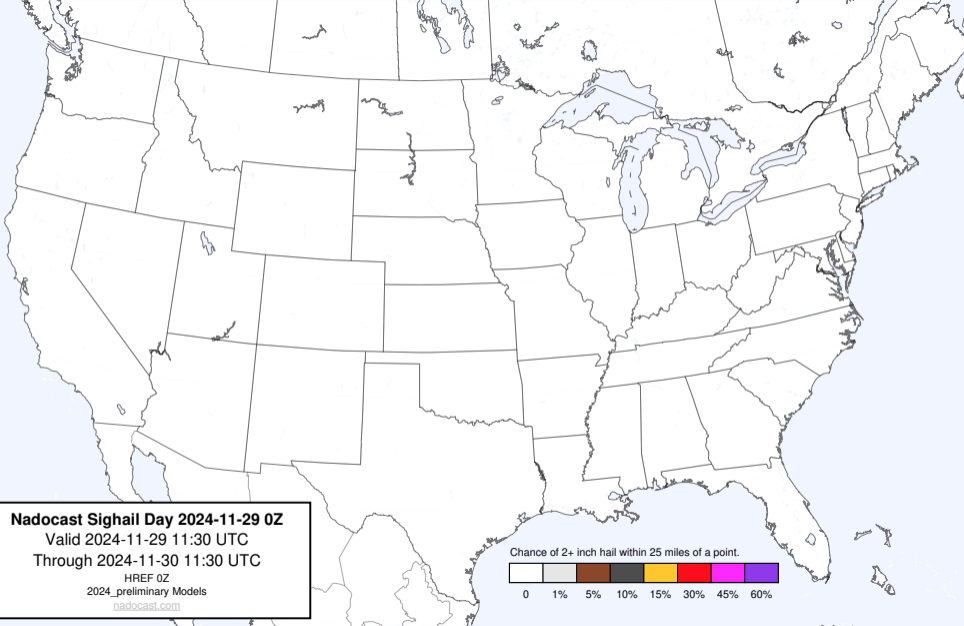 Nadocast Sighail Day 2024-11-29 0Z
Valid 2024-11-29 11:30 UTC
Through 2024-11-30 11:30 UTC
HREF 0Z
2024_preliminary Models
nadocast.com
Chance of 2+ inch hail within 25 miles of a point.
0 1% 5% 10% 15% 30% 45% 60%